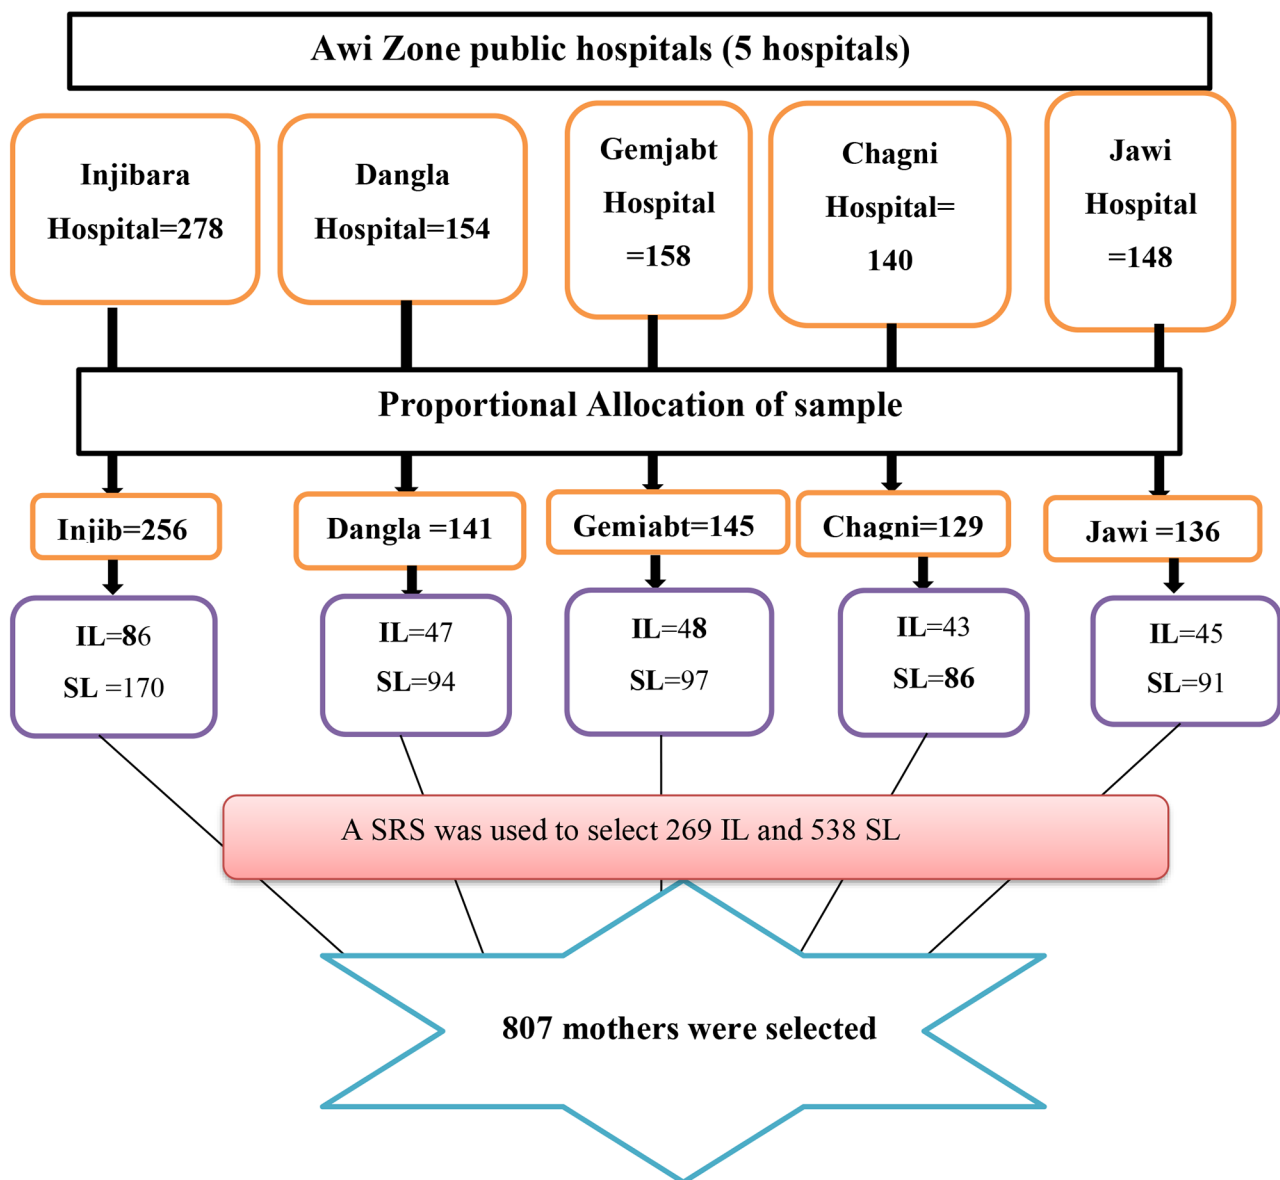 Awi Zone public hospitals (5 hospitals)
Injibara
Hospital=278
Dangla
Hospital=154
Gemjabt
Hospital
=158
Chagni
Hospital=
140
Jawi
Hospital
=148
Proportional Allocation of sample
Injib=256
Dangla =141
Gemjabt=145
Chagni=129
Jawi =136
IL=86
SL =170
IL=47
SL=94
IL=48
SL=97
IL=43
SL=86
IL=45
SL=91
A SRS was used to select 269 IL and 538 SL
807 mothers were selected